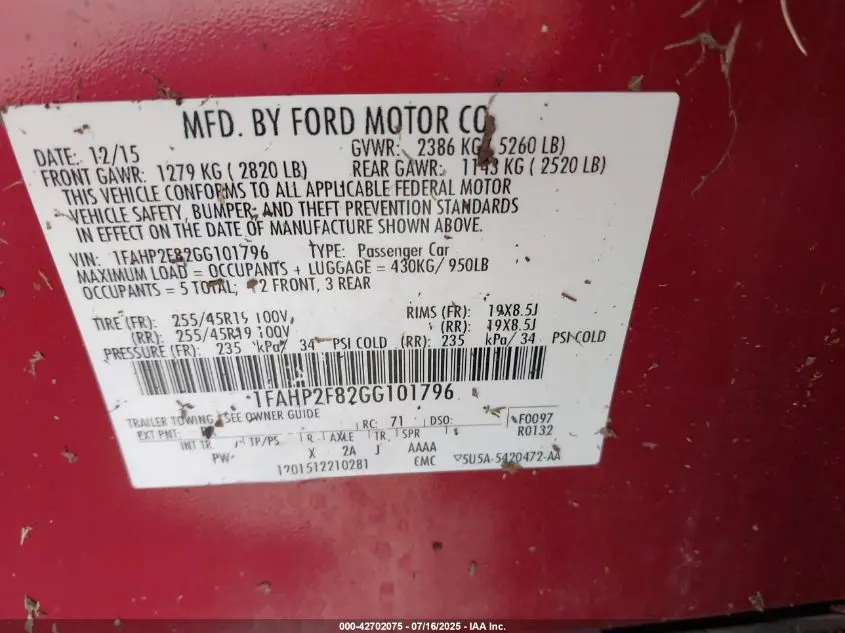 MFD. BY FORD MOTOR CO.
DATE: 12/15 GVWR: 2386 KG ( 5260 LB)
FRONT GAWR: 1279 KG ( 2820 LB) REAR GAWR: 1143 KG ( 2520 LB)
THIS VEHICLE CONFORMS TO ALL APPLICABLE FEDERAL MOTOR
VEHICLE SAFETY, BUMPER, AND THEFT PREVENTION STANDARDS
IN EFFECT ON THE DATE OF MANUFACTURE SHOWN ABOVE.
VIN: 1FAHP2F82GG101796 TYPE: Passenger Car
MAXIMUM LOAD = OCCUPANTS + LUGGAGE = 430KG/ 950LB
OCCUPANTS = 5 TOTAL; 2 FRONT, 3 REAR
TIRE (FR): 255/45R19 100V RIMS (FR): 19X8.5J
(RR): 255/45R19 100V (RR): 19X8.5J
PRESSURE (FR): 235 kPa/ 34 PSI COLD (RR): 235 kPa/ 34 PSI COLD
1FAHP2F82GG101796
TRAILER TOWING - SEE OWNER GUIDE
EXT PNT: RC: 71 DSO: F0097
R0132
INT TR TP/PS R AXLE TR SPR
PW- X 2A J AAAA
1201512210281 EMC 5U5A-5420472-AA
000-42702075 - 07/16/2025 - IAA Inc.